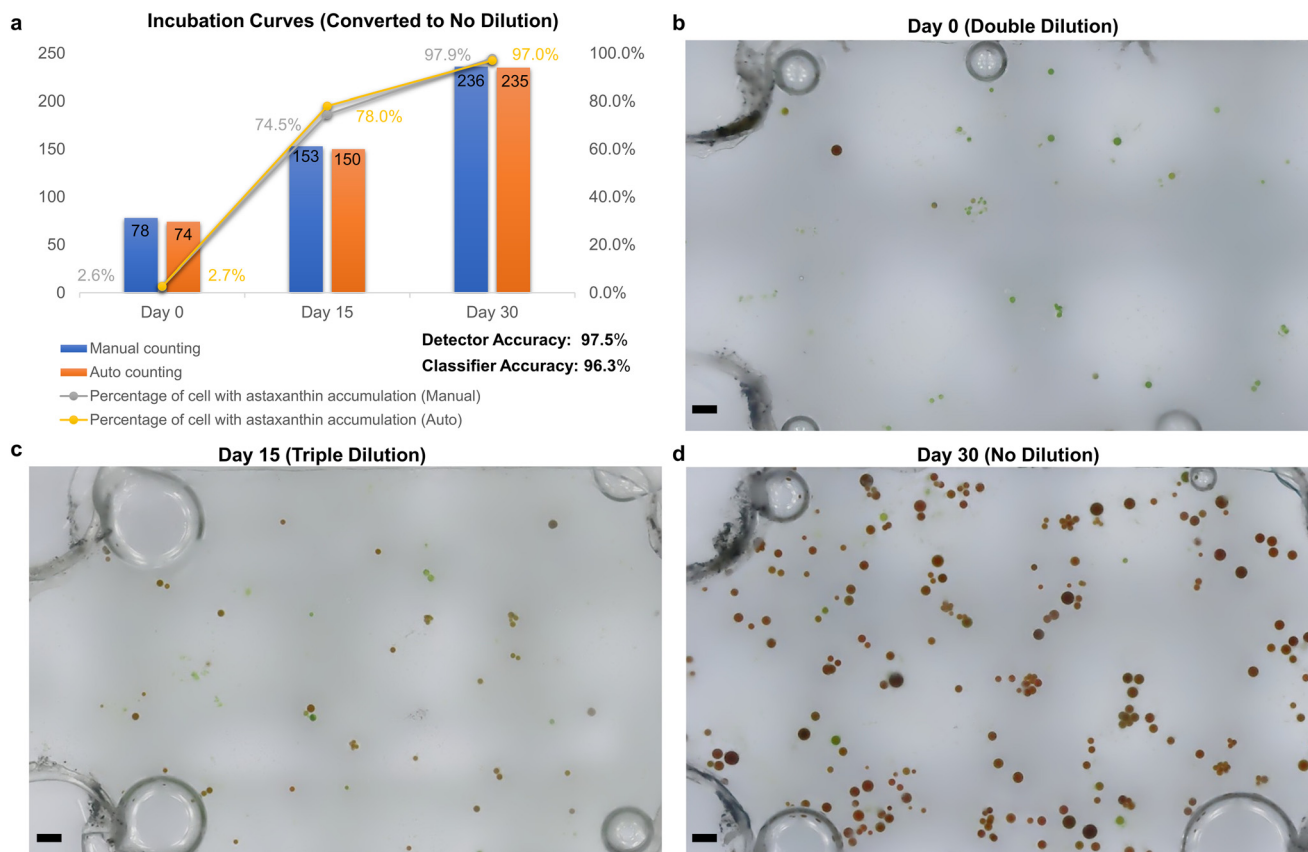 a
Incubation Curves (Converted to No Dilution)
250
200
150
100
50
0
100.0%
80.0%
60.0%
40.0%
20.0%
0.0%
97.9%
97.0%
236
235
74.5%
78.0%
153
150
78
74
2.6%
2.7%
Day 0
Day 15
Day 30
Manual counting
Auto counting
Percentage of cell with astaxanthin accumulation (Manual)
Percentage of cell with astaxanthin accumulation (Auto)
Detector Accuracy: 97.5%
Classifier Accuracy: 96.3%
b
Day 0 (Double Dilution)
c
Day 15 (Triple Dilution)
d
Day 30 (No Dilution)